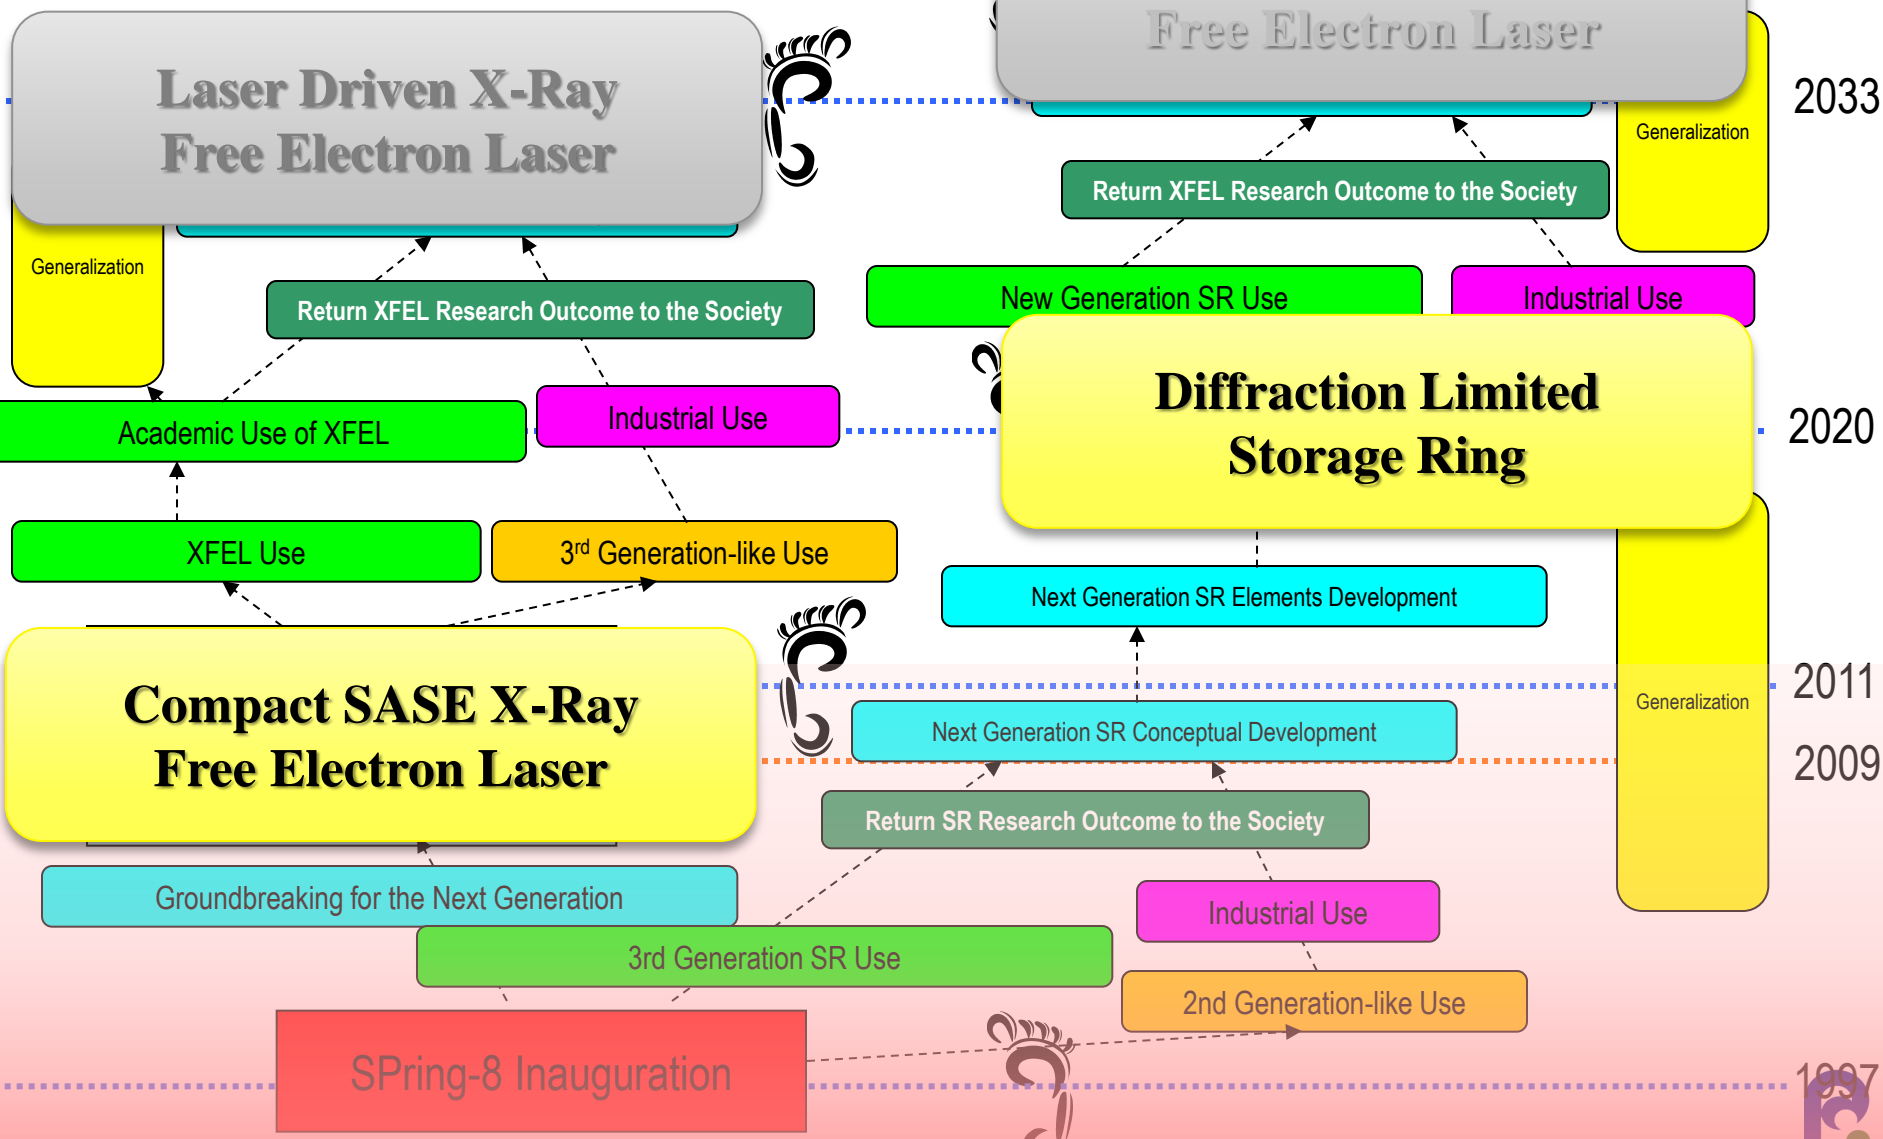 Free Electron Laser
Laser Driven X-Ray
Free Electron Laser
2033
Generalization
Return XFEL Research Outcome to the Society
Generalization
New Generation SR Use
Industrial Use
Return XFEL Research Outcome to the Society
Diffraction Limited
Storage Ring
Academic Use of XFEL
Industrial Use
2020
XFEL Use
3rd Generation-like Use
Next Generation SR Elements Development
Compact SASE X-Ray
Free Electron Laser
2011
Generalization
Next Generation SR Conceptual Development
2009
Return SR Research Outcome to the Society
Groundbreaking for the Next Generation
Industrial Use
3rd Generation SR Use
2nd Generation-like Use
SPring-8 Inauguration
1997